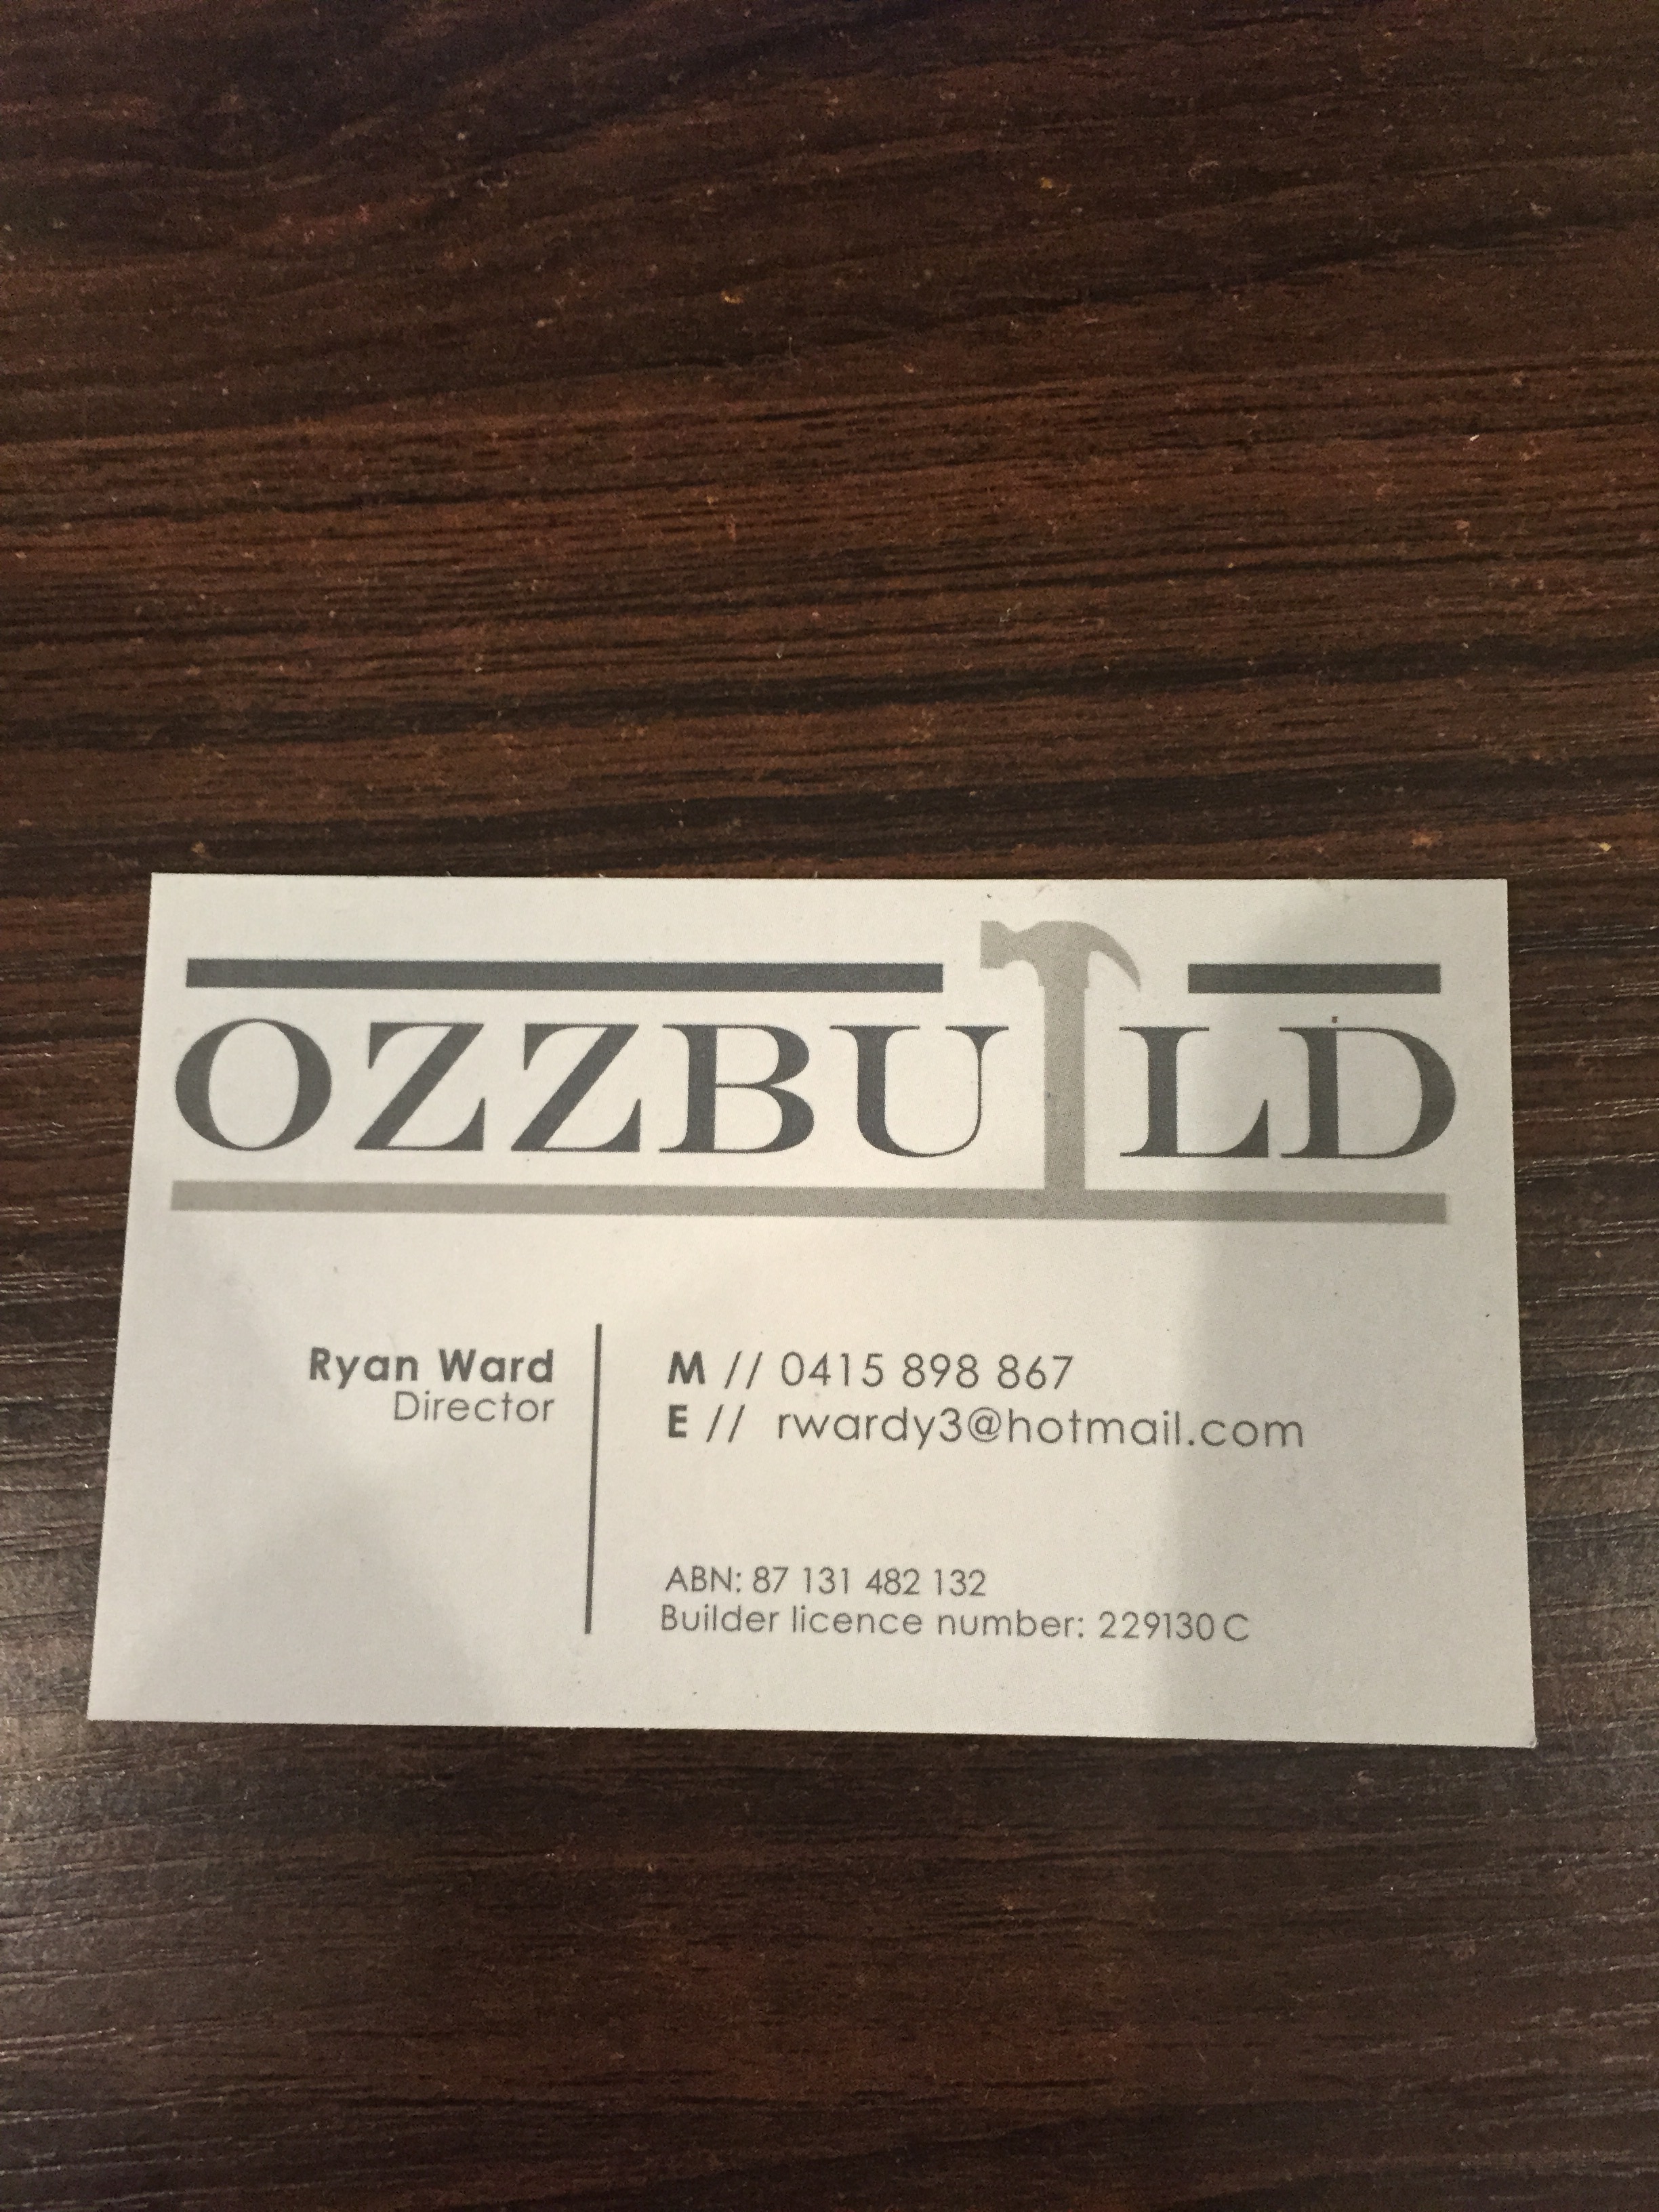 OZZBUILD
Ryan Ward
Director
M // 0415 898 867
E // rwardy3@hotmail.com
ABN: 87 131 482 132
Builder licence number: 229130 C